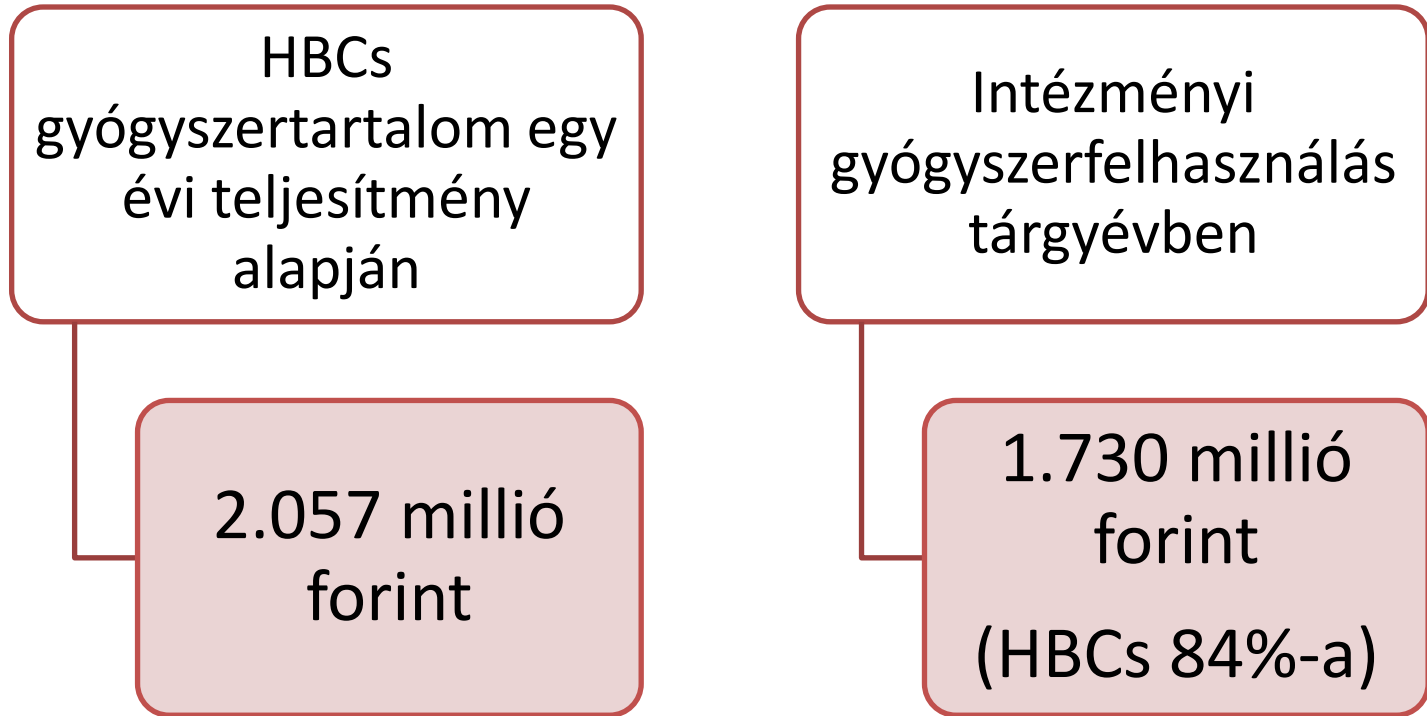 HBCs
gyógyszertartalom egy
évi teljesítmény
alapján
2.057 millió
forint
Intézményi
gyógyszerfelhasználás
tárgyévben
1.730 millió
forint
(HBCs 84%-a)